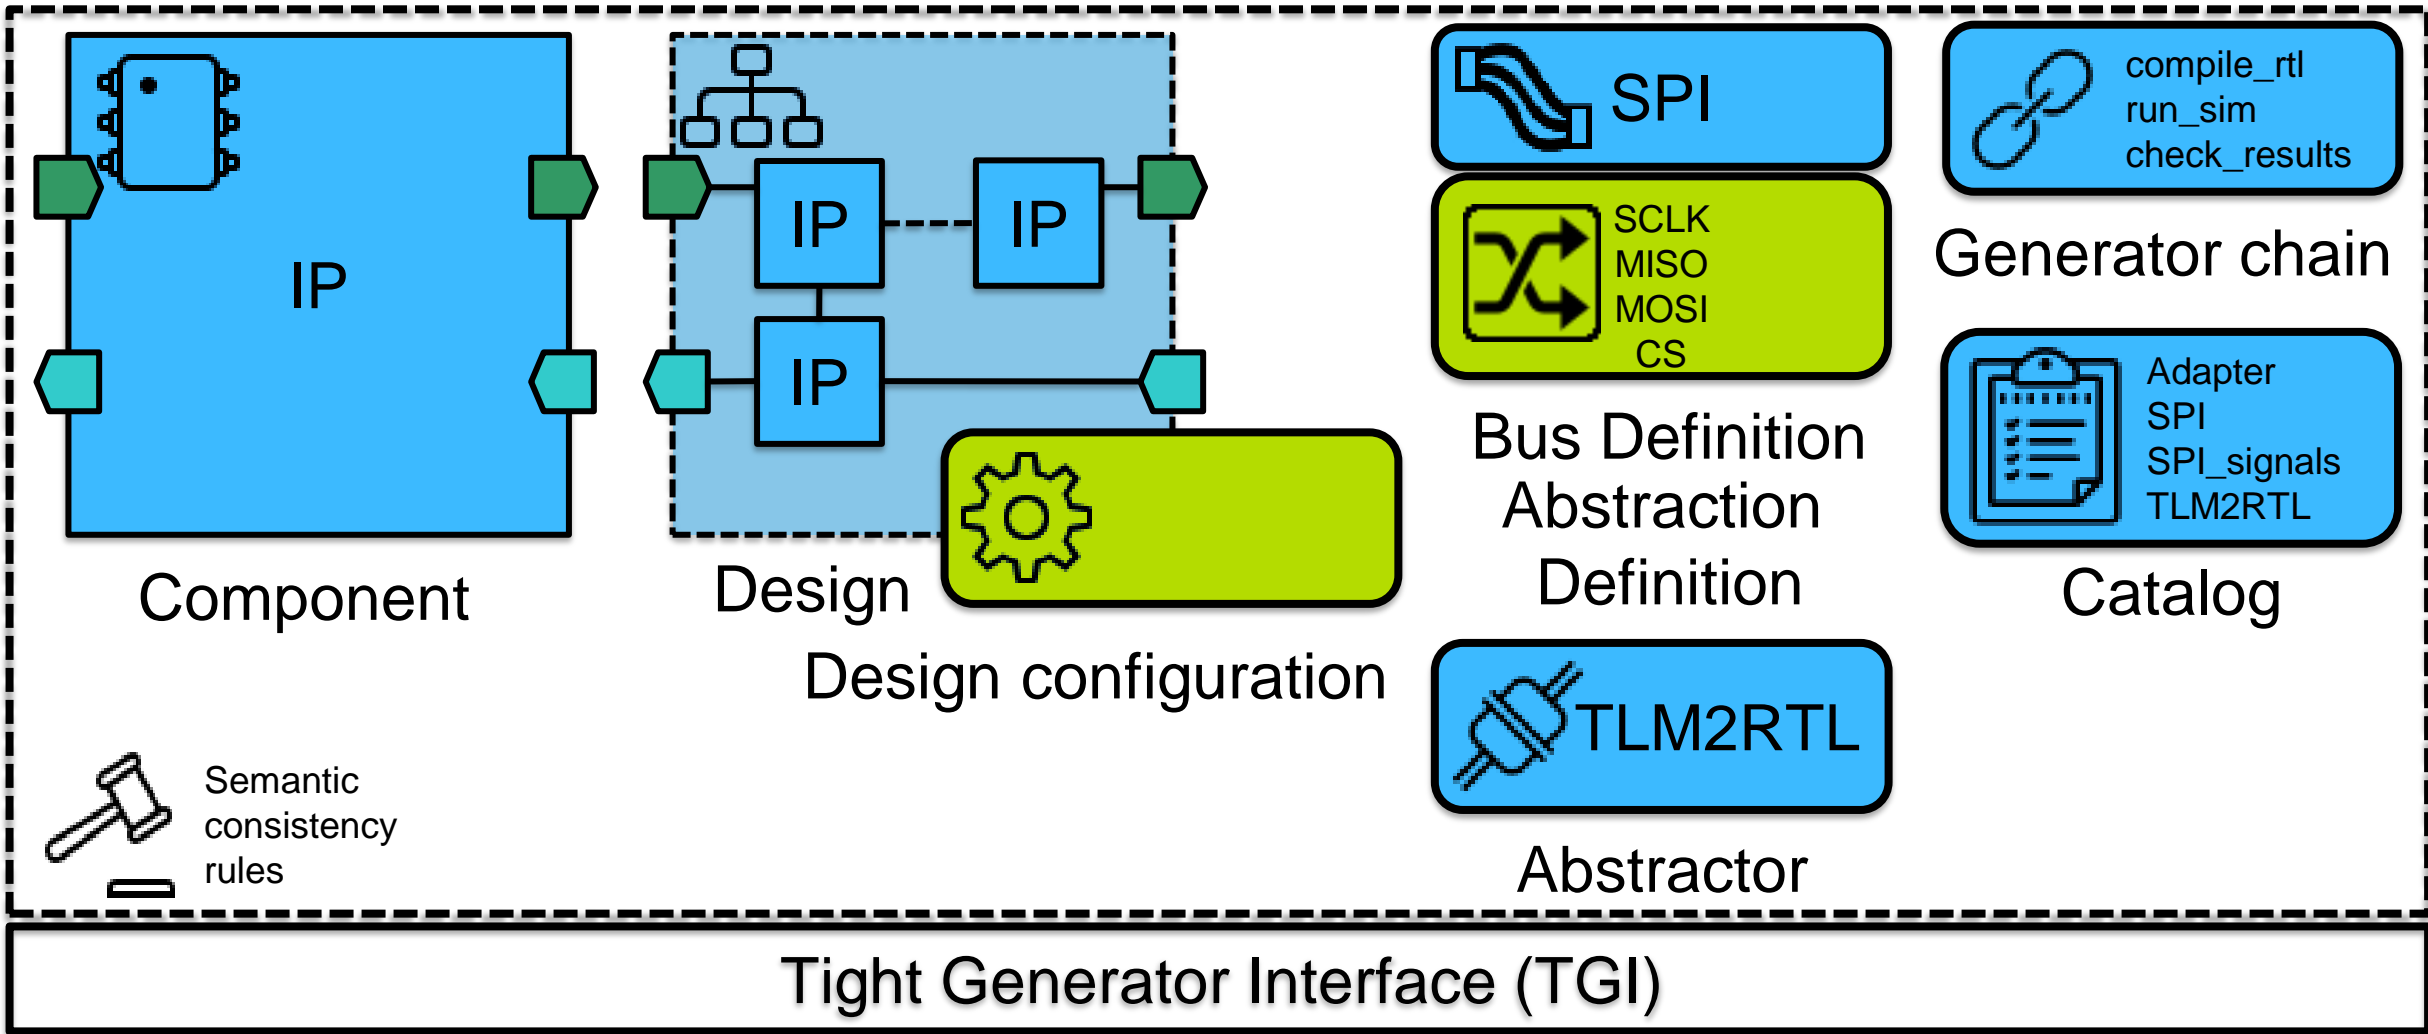 IP
Component
IP
IP
IP
Design
Design configuration
SPI
SCLK
MISO
MOSI
CS
Bus Definition
Abstraction
Definition
TLM2RTL
Abstractor
compile_rtl
run_sim
check_results
Generator chain
Adapter
SPI
SPI_signals
TLM2RTL
Catalog
Semantic
consistency
rules
Tight Generator Interface (TGI)